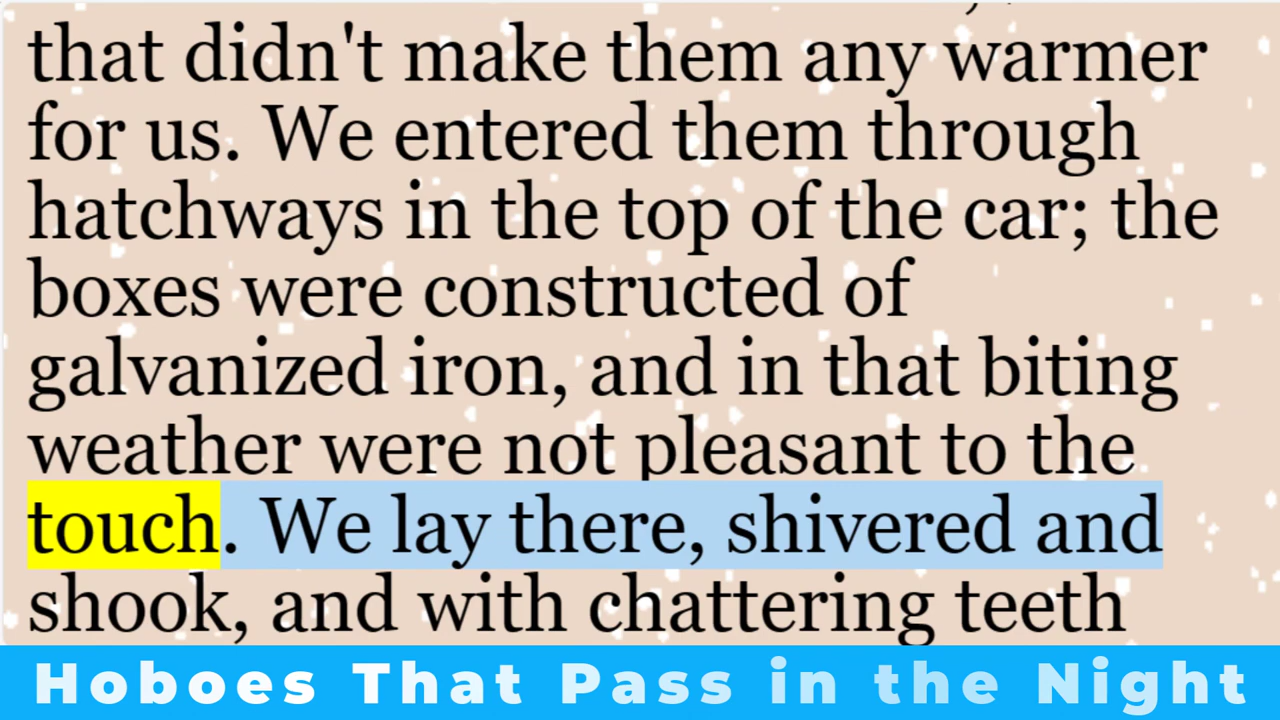 that didn't make them any warmer
for us. We entered them through
hatchways in the top of the car; the
boxes were constructed of
galvanized iron, and in that biting
weather were not pleasant to the
touch. We lay there, shivered and
shook, and with chattering teeth
Hoboes That Pass in the Night